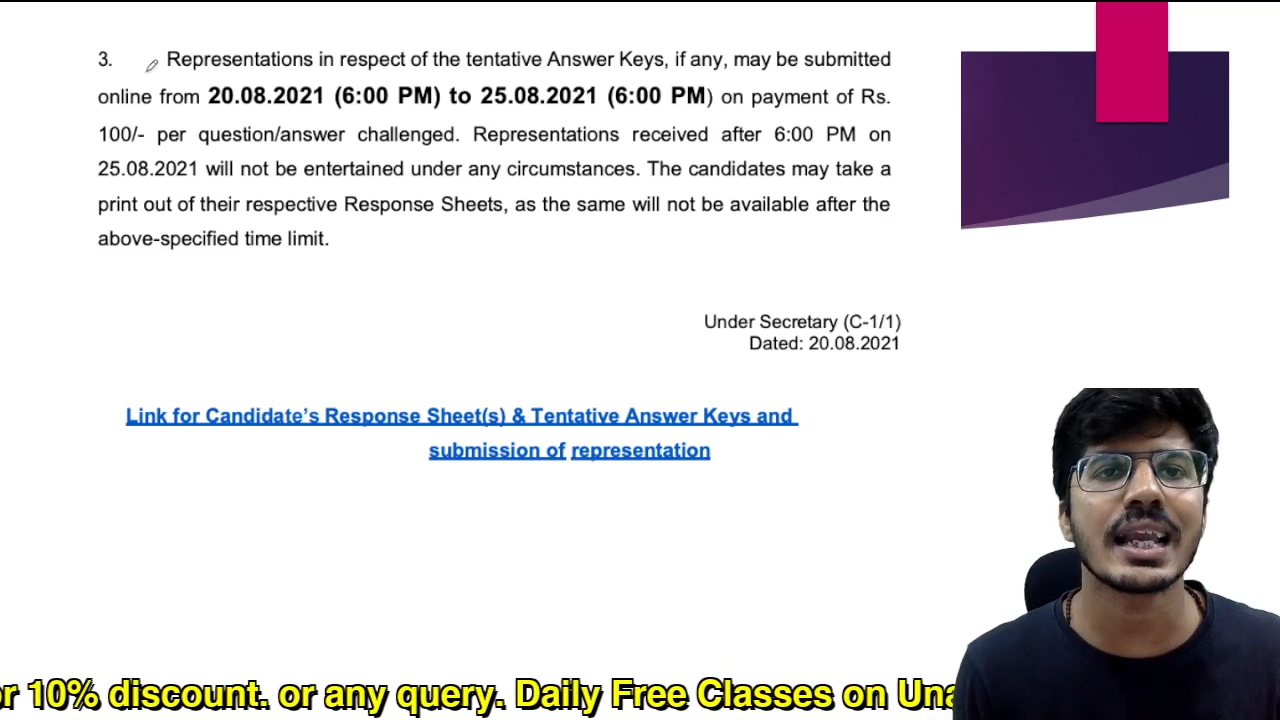 3. Representations in respect of the tentative Answer Keys, if any, may be submitted
online from 20.08.2021 (6:00 PM) to 25.08.2021 (6:00 PM) on payment of Rs.
100/- per question/answer challenged. Representations received after 6:00 PM on
25.08.2021 will not be entertained under any circumstances. The candidates may take a
print out of their respective Response Sheets, as the same will not be available after the
above-specified time limit.
Under Secretary (C-1/1)
Dated: 20.08.2021
Link for Candidate's Response Sheet(s) & Tentative Answer Keys and
submission of representation
10% discount. or any query. Daily Free Classes on